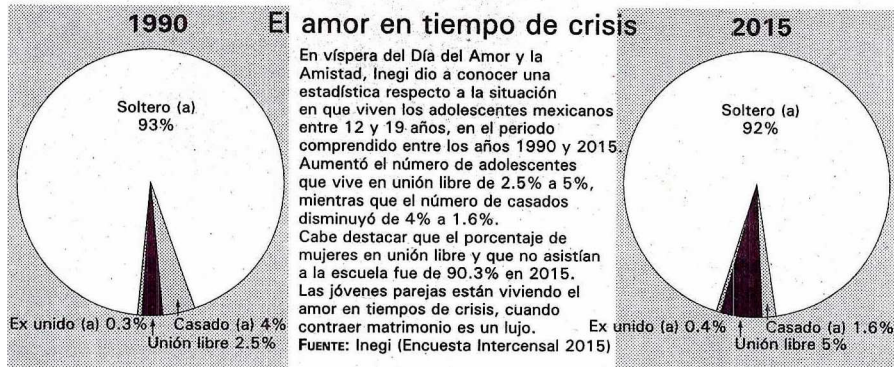 El amor en tiempo de crisis
1990
Soltero (a)
93%
Ex unido (a) 0.3%
Casado (a) 4%
Unión libre 2.5%
En víspera del Día del Amor y la
Amistad, Inegi dio a conocer una
estadística respecto a la situación
en que viven los adolescentes mexicanos
entre 12 y 19 años, en el periodo
comprendido entre los años 1990 y 2015.
Aumentó el número de adolescentes
que vive en unión libre de 2.5% a 5%,
mientras que el número de casados
disminuyó de 4% a 1.6%.
Cabe destacar que el porcentaje de
mujeres en unión libre y que no asistían
a la escuela fue de 90.3% en 2015.
Las jóvenes parejas están viviendo el
amor en tiempos de crisis, cuando
contraer matrimonio es un lujo.
FUENTE: Inegi (Encuesta Intercensal 2015)
2015
Soltero (a)
92%
Ex unido (a) 0.4%
Casado (a) 1.6%
Unión libre 5%